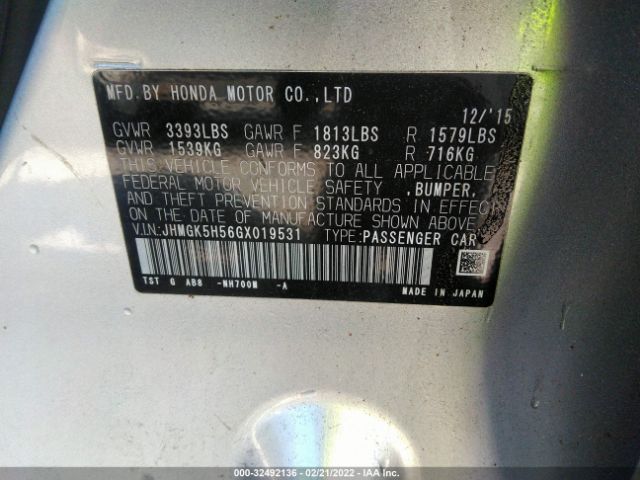 MFD.BY HONDA MOTOR CO.,LTD
12/'15
GVWR 3393LBS GAWR F 1813LBS R 1579LBS
GVWR 1539KG GAWR F 823KG R 716KG
THIS VEHICLE CONFORMS TO ALL APPLICABLE
FEDERAL MOTOR VEHICLE SAFETY ,BUMPER,
AND THEFT PREVENTION STANDARDS IN EFFECT
ON THE DATE OF MANUFACTURE SHOWN ABOVE.
V.I.N:JHMGK5H56GX019531 TYPE:PASSENGER CAR
TST G AB8 -NH700M -A MADE IN JAPAN
000-32492136 - 02/21/2022 - IAA Inc.